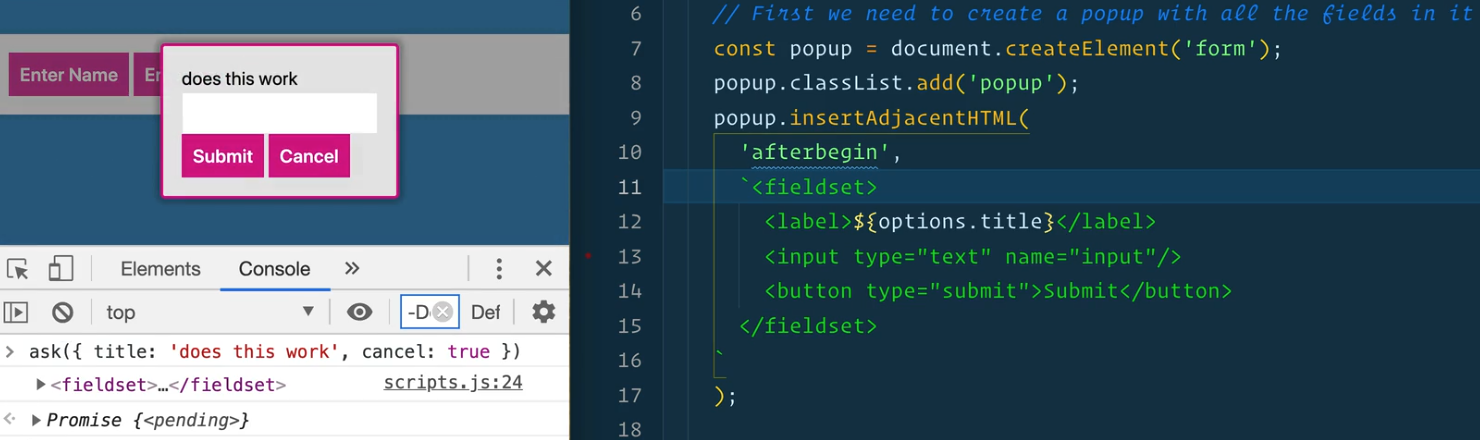 Enter Name En
does this work
Submit Cancel
Elements Console »
top -D Def
> ask({ title: 'does this work', cancel: true })
▶<fieldset>…</fieldset> scripts.js:24
▶Promise {<pending>}
6 // First we need to create a popup with all the fields in it
7 const popup = document.createElement('form');
8 popup.classList.add('popup');
9 popup.insertAdjacentHTML(
10 'afterbegin',
11 `<fieldset>
12 <label>${options.title}</label>
13 <input type="text" name="input"/>
14 <button type="submit">Submit</button>
15 </fieldset>
16 `
17 );
18